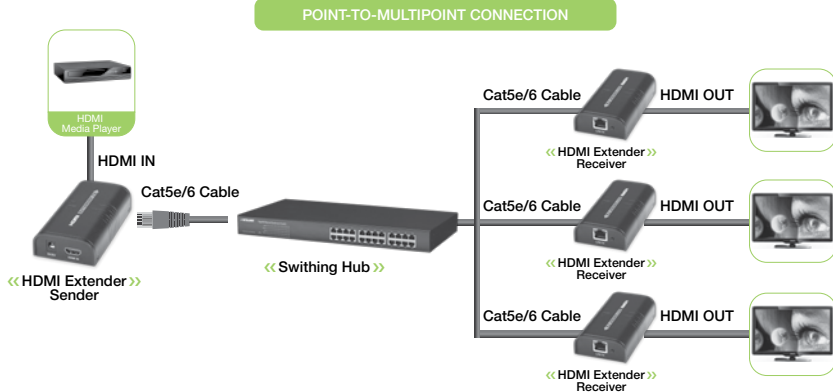 POINT-TO-MULTIPOINT CONNECTION
HDMI
Media Player
HDMI IN
Cat5e/6 Cable
«HDMI Extender»
Sender
«Swithing Hub»
Cat5e/6 Cable
HDMI OUT
«HDMI Extender»
Receiver
Cat5e/6 Cable
HDMI OUT
«HDMI Extender»
Receiver
Cat5e/6 Cable
HDMI OUT
«HDMI Extender»
Receiver